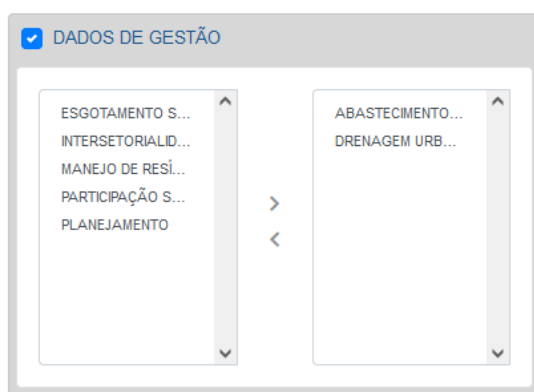 DADOS DE GESTÃO
ESGOTAMENTO S...
INTERSETORIALID...
MANEJO DE RESÍ...
PARTICIPAÇÃO S...
PLANEJAMENTO
ABASTECIMENTO...
DRENAGEM URB...